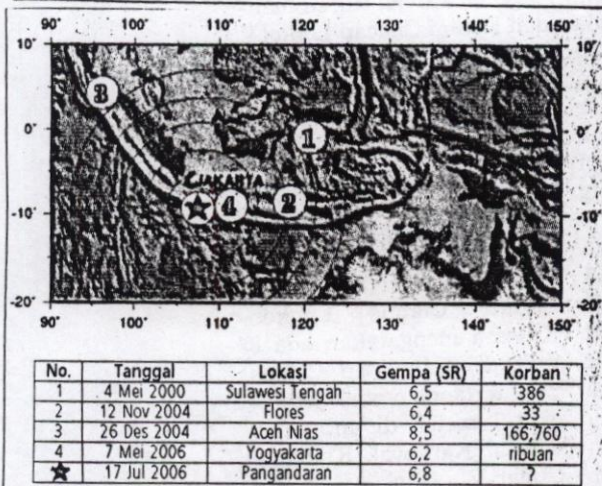 90° 100° 110° 120° 130° 140° 150°
10° 10°
3
0° 1 0°
JAKARTA
-10° ☆ 4 2 -10°
-20° -20°
90° 100° 110° 120° 130° 140° 150°
No. Tanggal Lokasi Gempa (SR) Korban
1 4 Mei 2000 Sulawesi Tengah 6,5 386
2 12 Nov 2004 Flores 6,4 33
3 26 Des 2004 Aceh Nias 8,5 166,760
4 7 Mei 2006 Yogyakarta 6,2 ribuan
☆ 17 Jul 2006 Pangandaran 6,8 ?